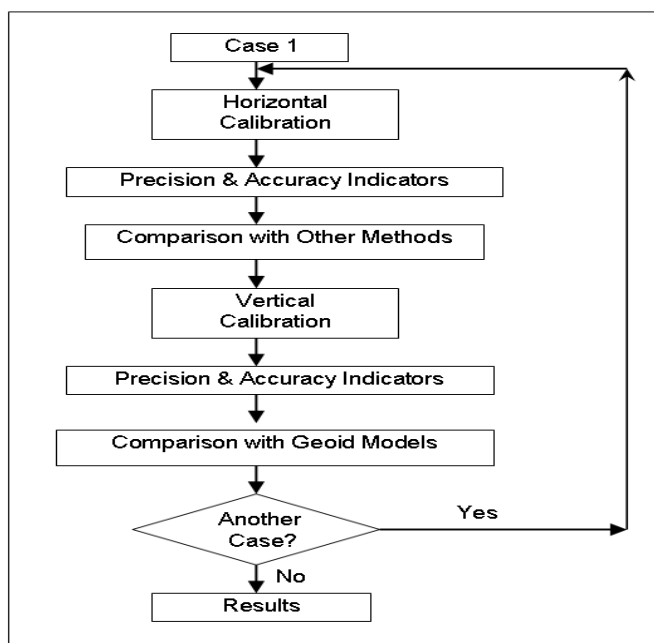 Case 1
Horizontal
Calibration
Precision & Accuracy Indicators
Comparison with Other Methods
Vertical
Calibration
Precision & Accuracy Indicators
Comparison with Geoid Models
Another
Case?
Yes
No
Results